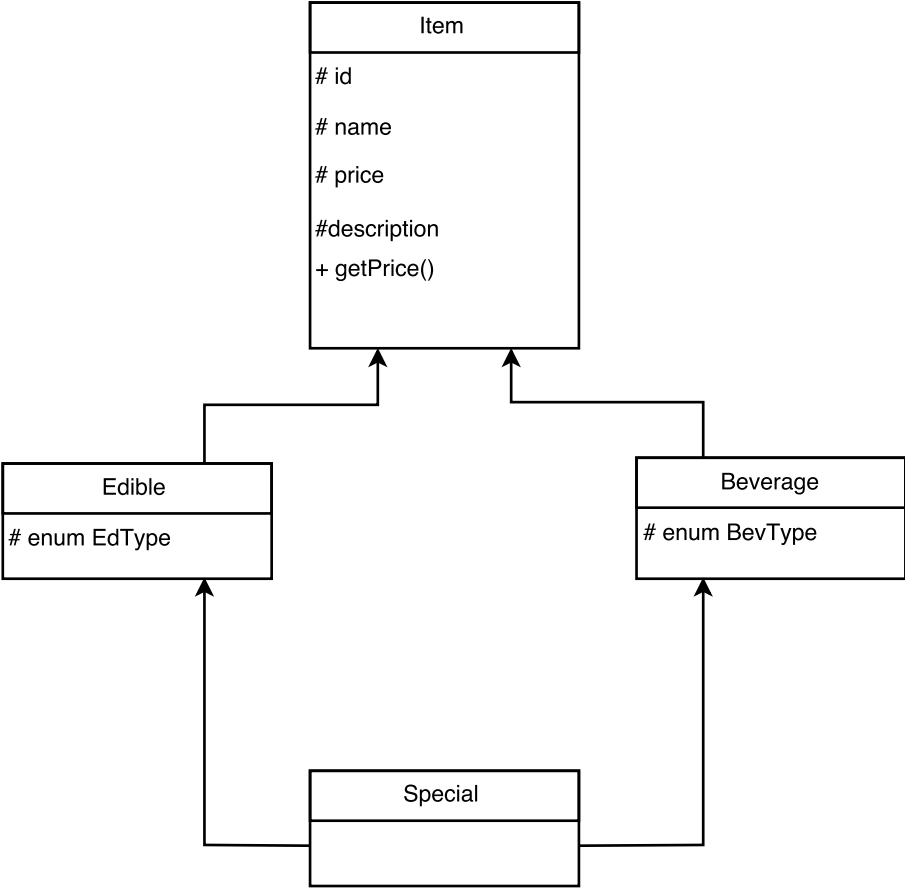 Item
# id
# name
# price
#description
+ getPrice()
Edible
# enum EdType
Beverage
# enum BevType
Special